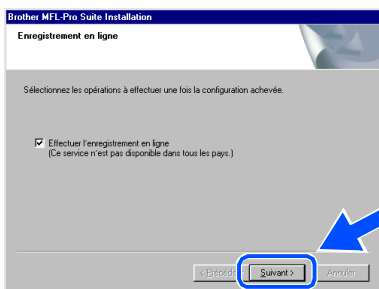 Brother MFL-Pro Suite Installation
Enregistrement en ligne
Sélectionnez les opérations à effectuer une fois la configuration achevée.
Effectuer l'enregistrement en ligne
(Ce service n'est pas disponible dans tous les pays.)
Suivant > Annuler